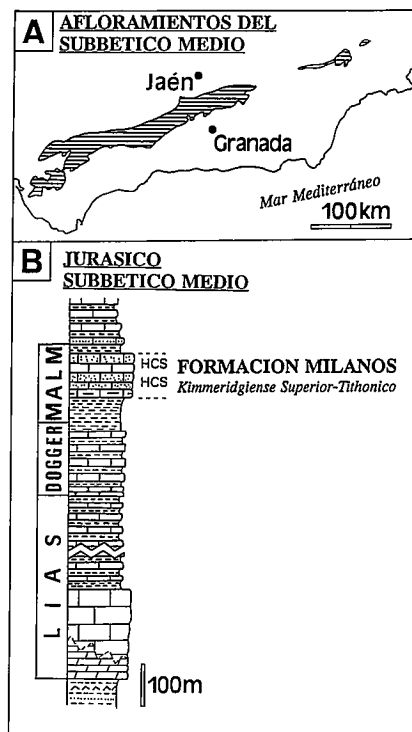 A
AFLORAMIENTOS DEL
SUBBETICO MEDIO
Jaén
Granada
Mar Mediterráneo
100km
B
JURASICO
SUBBETICO MEDIO
MALM
DOGGER
LIAS
HCS
HCS
FORMACION MILANOS
Kimmeridgiense Superior-Tithonico
100m